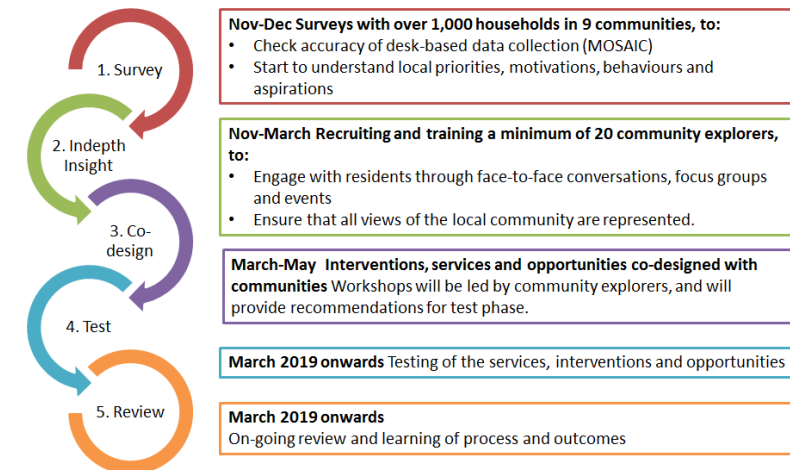 1. Survey
Nov-Dec Surveys with over 1,000 households in 9 communities, to:
• Check accuracy of desk-based data collection (MOSAIC)
• Start to understand local priorities, motivations, behaviours and
aspirations
2. Indepth
Insight
Nov-March Recruiting and training a minimum of 20 community explorers,
to:
• Engage with residents through face-to-face conversations, focus groups
and events
• Ensure that all views of the local community are represented.
3. Co-
design
March-May Interventions, services and opportunities co-designed with
communities Workshops will be led by community explorers, and will
provide recommendations for test phase.
4. Test
March 2019 onwards Testing of the services, interventions and opportunities
5. Review
March 2019 onwards
On-going review and learning of process and outcomes